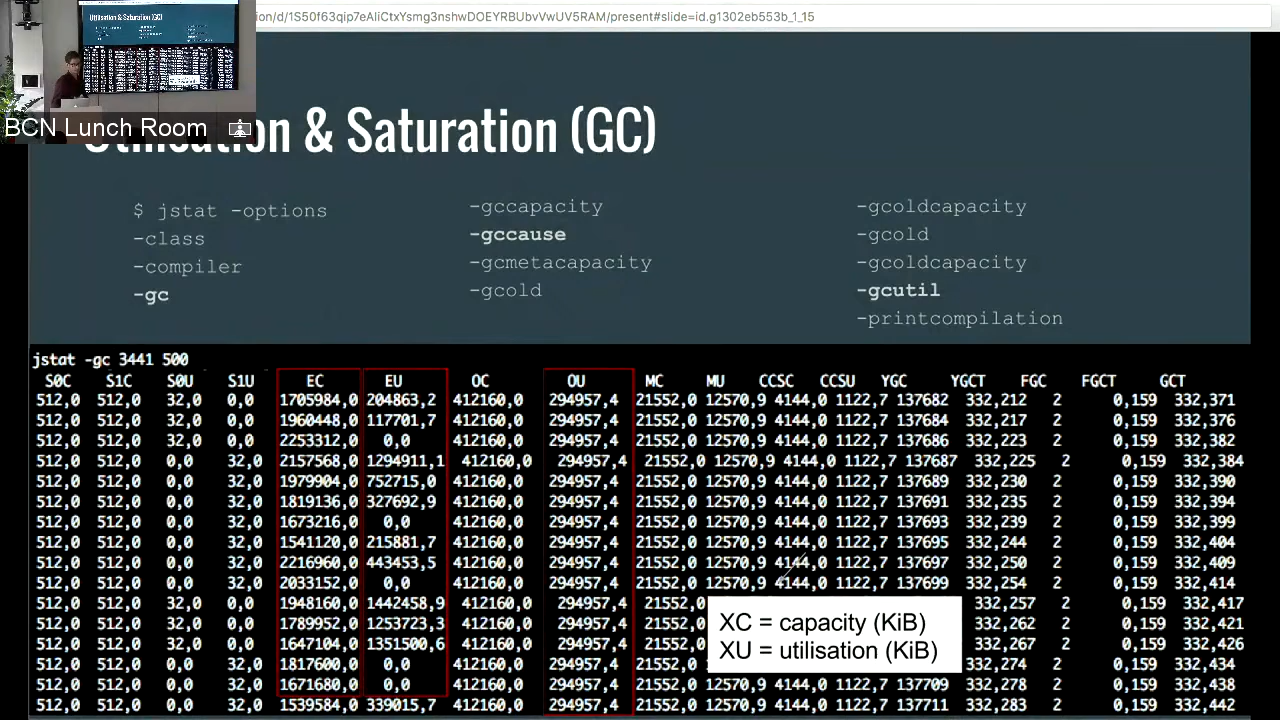 ion/d/1S50f63qip7eAliCtxYsmg3nshwDOEYRBUbvVwUV5RAM/present#slide=id.g1302eb553b_1_15
Utilisation & Saturation (GC)
BCN Lunch Room
Utilisation & Saturation (GC)
$ jstat -options
-class
-compiler
-gc
-gccapacity
-gccause
-gcmetacapacity
-gcold
-gcoldcapacity
-gcold
-gcoldcapacity
-gcutil
-printcompilation
jstat -gc 3441 500
S0C S1C S0U S1U EC EU OC OU MC MU CCSC CCSU YGC YGCT FGC FGCT GCT
512,0 512,0 32,0 0,0 1705984,0 204863,2 412160,0 294957,4 21552,0 12570,9 4144,0 1122,7 137682 332,212 2 0,159 332,371
512,0 512,0 32,0 0,0 1960448,0 117701,7 412160,0 294957,4 21552,0 12570,9 4144,0 1122,7 137684 332,217 2 0,159 332,376
512,0 512,0 32,0 0,0 2253312,0 0,0 412160,0 294957,4 21552,0 12570,9 4144,0 1122,7 137686 332,223 2 0,159 332,382
512,0 512,0 0,0 32,0 2157568,0 1294911,1 412160,0 294957,4 21552,0 12570,9 4144,0 1122,7 137687 332,225 2 0,159 332,384
512,0 512,0 0,0 32,0 1979904,0 752715,0 412160,0 294957,4 21552,0 12570,9 4144,0 1122,7 137689 332,230 2 0,159 332,390
512,0 512,0 0,0 32,0 1819136,0 327692,9 412160,0 294957,4 21552,0 12570,9 4144,0 1122,7 137691 332,235 2 0,159 332,394
512,0 512,0 0,0 32,0 1673216,0 0,0 412160,0 294957,4 21552,0 12570,9 4144,0 1122,7 137693 332,239 2 0,159 332,399
512,0 512,0 0,0 32,0 1541120,0 215881,7 412160,0 294957,4 21552,0 12570,9 4144,0 1122,7 137695 332,244 2 0,159 332,404
512,0 512,0 0,0 32,0 2216960,0 443453,5 412160,0 294957,4 21552,0 12570,9 4144,0 1122,7 137697 332,250 2 0,159 332,409
512,0 512,0 0,0 32,0 2033152,0 0,0 412160,0 294957,4 21552,0 12570,9 4144,0 1122,7 137699 332,254 2 0,159 332,414
512,0 512,0 32,0 0,0 1948160,0 1442458,9 412160,0 294957,4 21552,0 332,257 2 0,159 332,417
512,0 512,0 32,0 0,0 1789952,0 1253723,3 412160,0 294957,4 21552,0 332,262 2 0,159 332,421
512,0 512,0 32,0 0,0 1647104,0 1351500,6 412160,0 294957,4 21552,0 332,267 2 0,159 332,426
512,0 512,0 0,0 32,0 1817600,0 0,0 412160,0 294957,4 21552,0 332,274 2 0,159 332,434
512,0 512,0 0,0 32,0 1671680,0 0,0 412160,0 294957,4 21552,0 12570,9 4144,0 1122,7 137709 332,278 2 0,159 332,438
512,0 512,0 0,0 32,0 1539584,0 339015,7 412160,0 294957,4 21552,0 12570,9 4144,0 1122,7 137711 332,283 2 0,159 332,442
XC = capacity (KiB)
XU = utilisation (KiB)